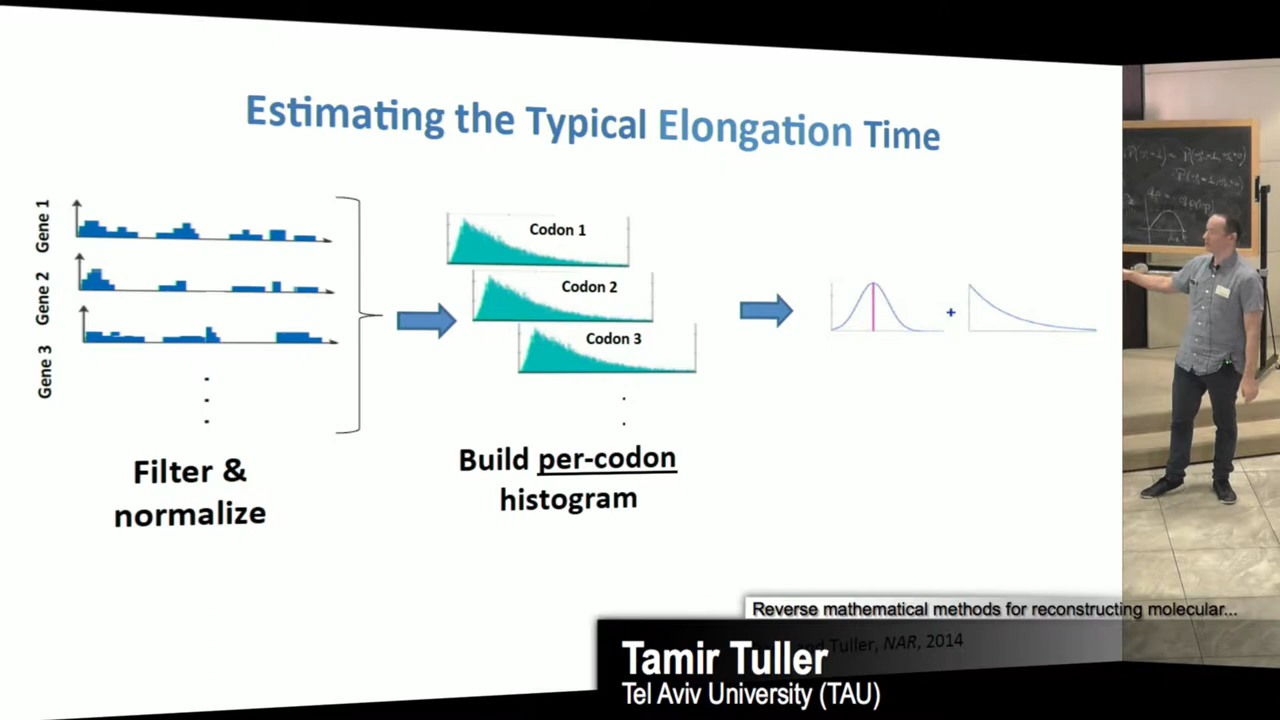 Estimating the Typical Elongation Time
Gene 1
Gene 2
Gene 3
Codon 1
Codon 2
Codon 3
+
Filter &
normalize
Build per-codon
histogram
Reverse mathematical methods for reconstructing molecular...
Tuller, NAR, 2014
Tamir Tuller
Tel Aviv University (TAU)